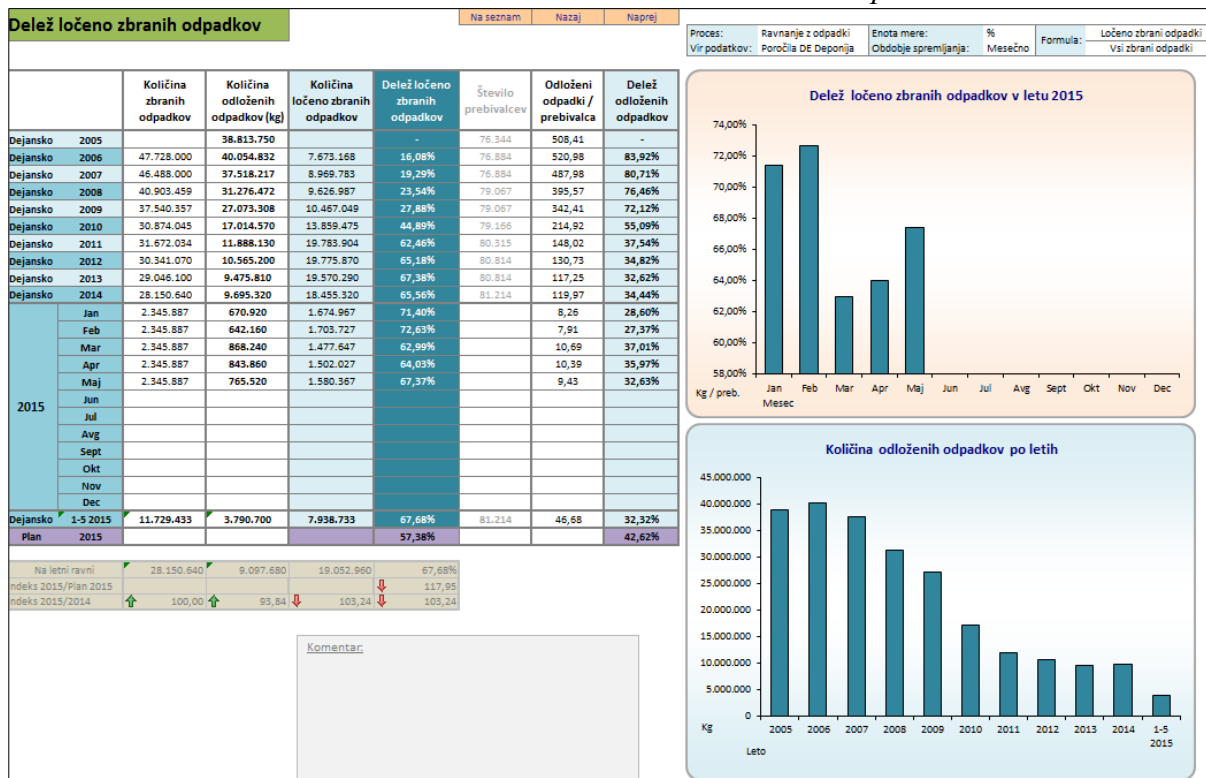 Delež ločeno zbranih odpadkov
Na seznam Nazaj Naprej
Proces: Ravnanje z odpadki Enota mere: % Formula: Ločeno zbrani odpadki
Vir podatkov: Poročila DE Deponija Obdobje spremljanja: Mesečno Vsi zbrani odpadki
Količina zbranih odpadkov Količina odloženih odpadkov (kg) Količina ločeno zbranih odpadkov Delež ločeno zbranih odpadkov Število prebivalcev Odloženi odpadki / prebivalca Delež odloženih odpadkov
Dejansko 2005 38.813.750 - 76.344 508,41 -
Dejansko 2006 47.728.000 40.054.832 7.673.168 16,08% 76.884 520,98 83,92%
Dejansko 2007 46.488.000 37.518.217 8.969.783 19,29% 76.884 487,98 80,71%
Dejansko 2008 40.903.459 31.276.472 9.626.987 23,54% 79.067 395,57 76,46%
Dejansko 2009 37.540.357 27.073.308 10.467.049 27,88% 79.067 342,41 72,12%
Dejansko 2010 30.874.045 17.014.570 13.859.475 44,89% 79.166 214,92 55,09%
Dejansko 2011 31.672.034 11.888.130 19.783.904 62,46% 80.315 148,02 37,54%
Dejansko 2012 30.341.070 10.565.200 19.775.870 65,18% 80.814 130,73 34,82%
Dejansko 2013 29.046.100 9.475.810 19.570.290 67,38% 80.814 117,25 32,62%
Dejansko 2014 28.150.640 9.695.320 18.455.320 65,56% 81.214 119,97 34,44%
2015
Jan 2.345.887 670.920 1.674.967 71,40% 8,26 28,60%
Feb 2.345.887 642.160 1.703.727 72,63% 7,91 27,37%
Mar 2.345.887 868.240 1.477.647 62,99% 10,69 37,01%
Apr 2.345.887 843.860 1.502.027 64,03% 10,39 35,97%
Maj 2.345.887 765.520 1.580.367 67,37% 9,43 32,63%
Jun
Jul
Avg
Sept
Okt
Nov
Dec
Dejansko 1-5 2015 11.729.433 3.790.700 7.938.733 67,68% 81.214 46,68 32,32%
Plan 2015 57,38% 42,62%
Na letni ravni 28.150.640 9.097.680 19.052.960 67,68%
ndeks 2015/Plan 2015 117,95
ndeks 2015/2014 100,00 93,84 103,24 103,24
Komentar:
Delež ločeno zbranih odpadkov v letu 2015
74,00%
72,00%
70,00%
68,00%
66,00%
64,00%
62,00%
60,00%
58,00%
Kg / preb. Jan Feb Mar Apr Maj Jun Jul Avg Sept Okt Nov Dec
Mesec
Količina odloženih odpadkov po letih
45.000.000
40.000.000
35.000.000
30.000.000
25.000.000
20.000.000
15.000.000
10.000.000
5.000.000
0
Kg 2005 2006 2007 2008 2009 2010 2011 2012 2013 2014 1-5 2015
Leto